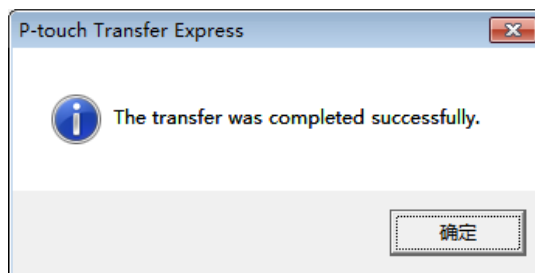 P-touch Transfer Express
The transfer was completed successfully.
确定